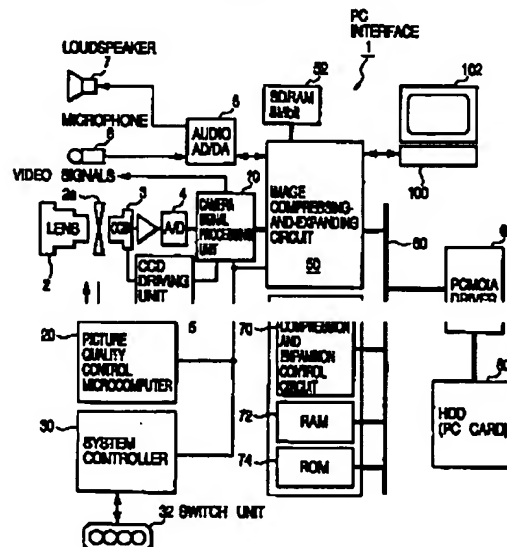 PC
INTERFACE
1
LOUDSPEAKER
7
MICROPHONE
6
AUDIO
AD/DA
VIDEO SIGNALS
2a
3
4
10
52
SDRAM
102
100
LENS
2
CCD
A/D
CAMERA
SIGNAL
PROCESSING
UNIT
IMAGE
COMPRESSING-
AND-EXPANDING
CIRCUIT
50
60
CCD
DRIVING
UNIT
PCMCIA
DRIVER
20
PICTURE
QUALITY
CONTROL
MICROCOMPUTER
5
70
COMPRESSION
AND
EXPANSION
CONTROL
CIRCUIT
80
HDD
(PC CARD)
30
SYSTEM
CONTROLLER
72
RAM
74
ROM
32 SWITCH UNIT